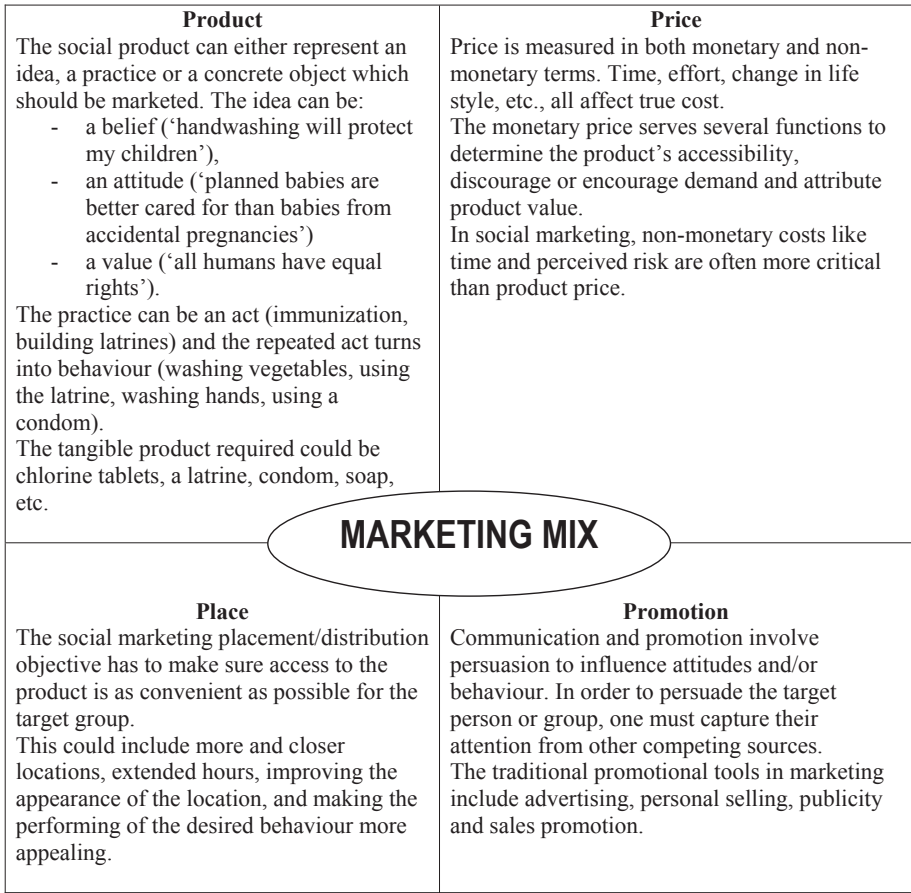 Product
The social product can either represent an
idea, a practice or a concrete object which
should be marketed. The idea can be:
- a belief (‘handwashing will protect
my children’),
- an attitude (‘planned babies are
better cared for than babies from
accidental pregnancies’)
- a value (‘all humans have equal
rights’).
The practice can be an act (immunization,
building latrines) and the repeated act turns
into behaviour (washing vegetables, using
the latrine, washing hands, using a
condom).
The tangible product required could be
chlorine tablets, a latrine, condom, soap,
etc.
Price
Price is measured in both monetary and non-
monetary terms. Time, effort, change in life
style, etc., all affect true cost.
The monetary price serves several functions to
determine the product’s accessibility,
discourage or encourage demand and attribute
product value.
In social marketing, non-monetary costs like
time and perceived risk are often more critical
than product price.
MARKETING MIX
Place
The social marketing placement/distribution
objective has to make sure access to the
product is as convenient as possible for the
target group.
This could include more and closer
locations, extended hours, improving the
appearance of the location, and making the
performing of the desired behaviour more
appealing.
Promotion
Communication and promotion involve
persuasion to influence attitudes and/or
behaviour. In order to persuade the target
person or group, one must capture their
attention from other competing sources.
The traditional promotional tools in marketing
include advertising, personal selling, publicity
and sales promotion.